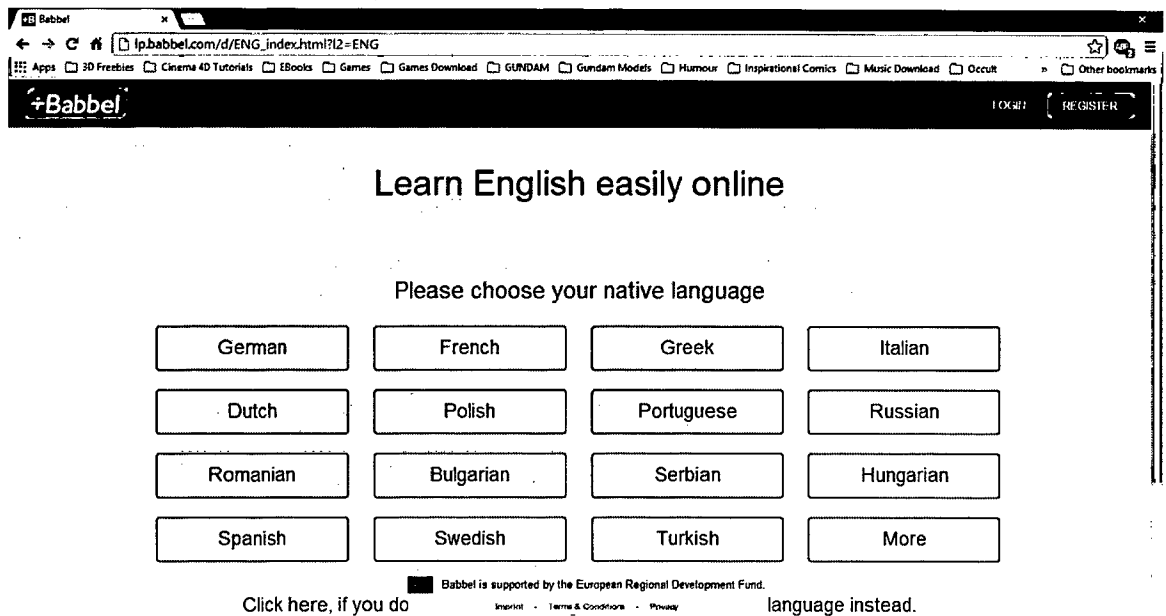 +B Babbel ×
lp.babbel.com/d/ENG_index.html?l2=ENG
Apps 3D Freebies Cinema 4D Tutorials EBooks Games Games Download GUNDAM Gundam Models Humour Inspirational Comics Music Download Occult » Other bookmarks
+Babbel LOGIN REGISTER
Learn English easily online
Please choose your native language
German French Greek Italian
Dutch Polish Portuguese Russian
Romanian Bulgarian Serbian Hungarian
Spanish Swedish Turkish More
Babbel is supported by the European Regional Development Fund.
Click here, if you do language instead.
Imprint - Terms & Conditions - Privacy